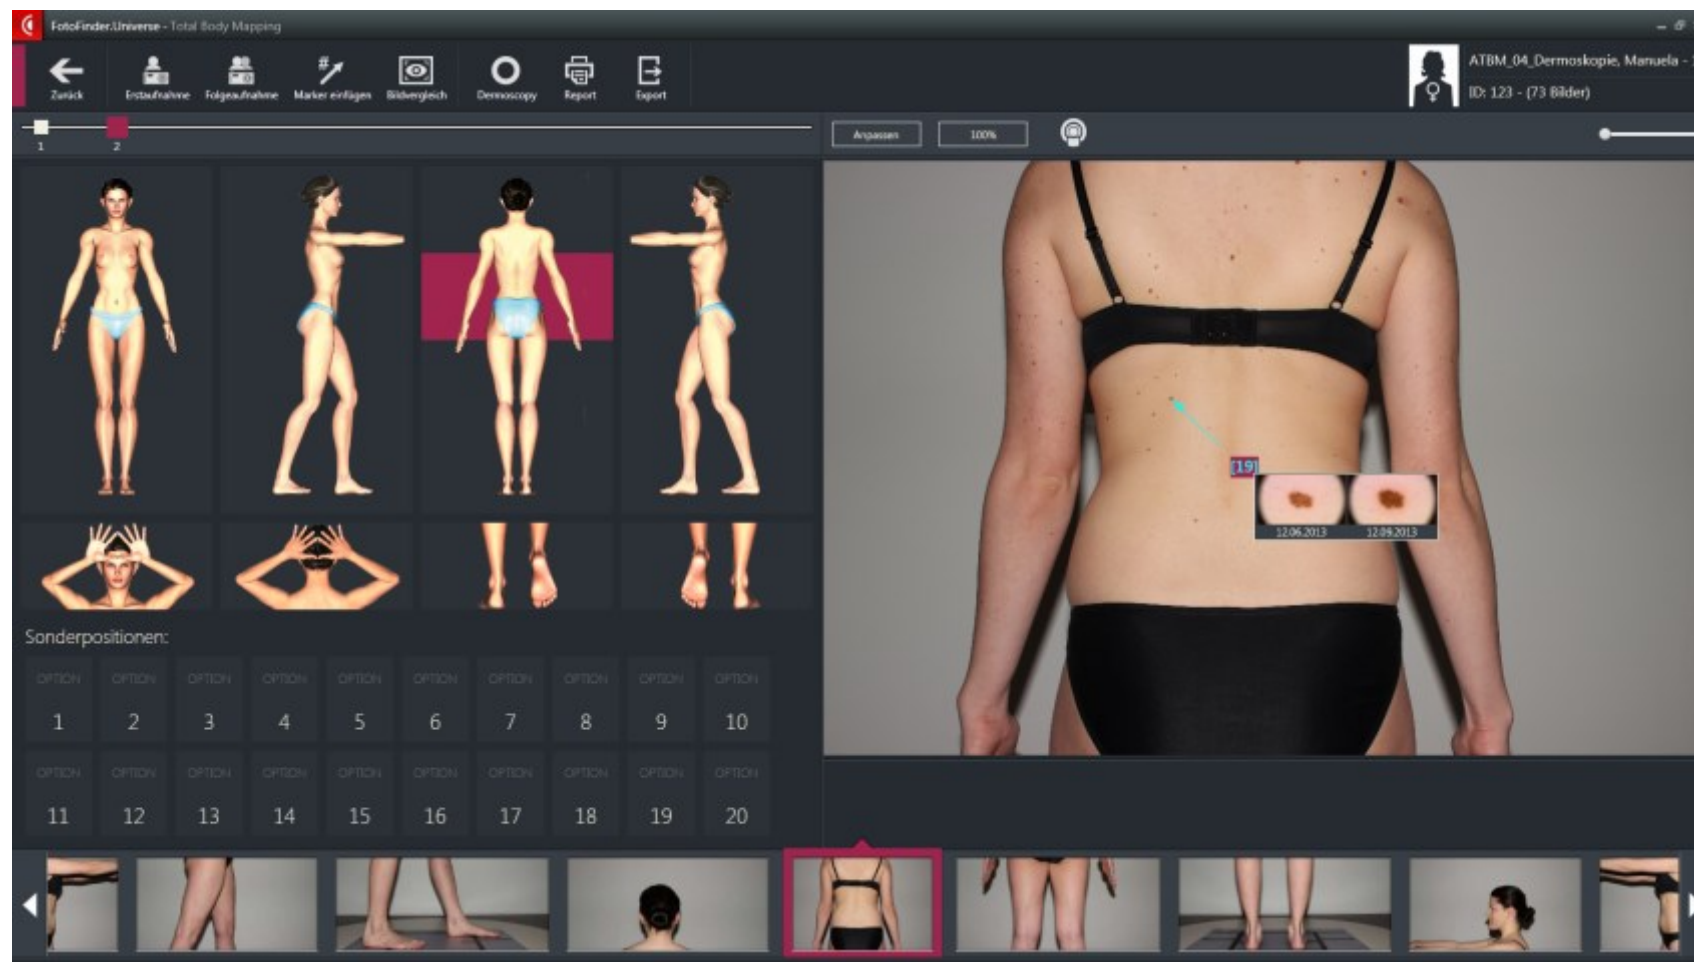 FotoFinder.Universe - Total Body Mapping
Zurück
Erstaufnahme
Folgeaufnahme
#
Marker einfügen
Bildvergleich
Dermoscopy
Report
Export
ATBM_04_Dermoskopie, Manuela -
ID: 123 - (73 Bilder)
1
2
Anpassen
100%
[19]
12.06.2013
12.09.2013
Sonderpositionen:
OPTION OPTION OPTION OPTION OPTION OPTION OPTION OPTION OPTION OPTION
1 2 3 4 5 6 7 8 9 10
OPTION OPTION OPTION OPTION OPTION OPTION OPTION OPTION OPTION OPTION
11 12 13 14 15 16 17 18 19 20